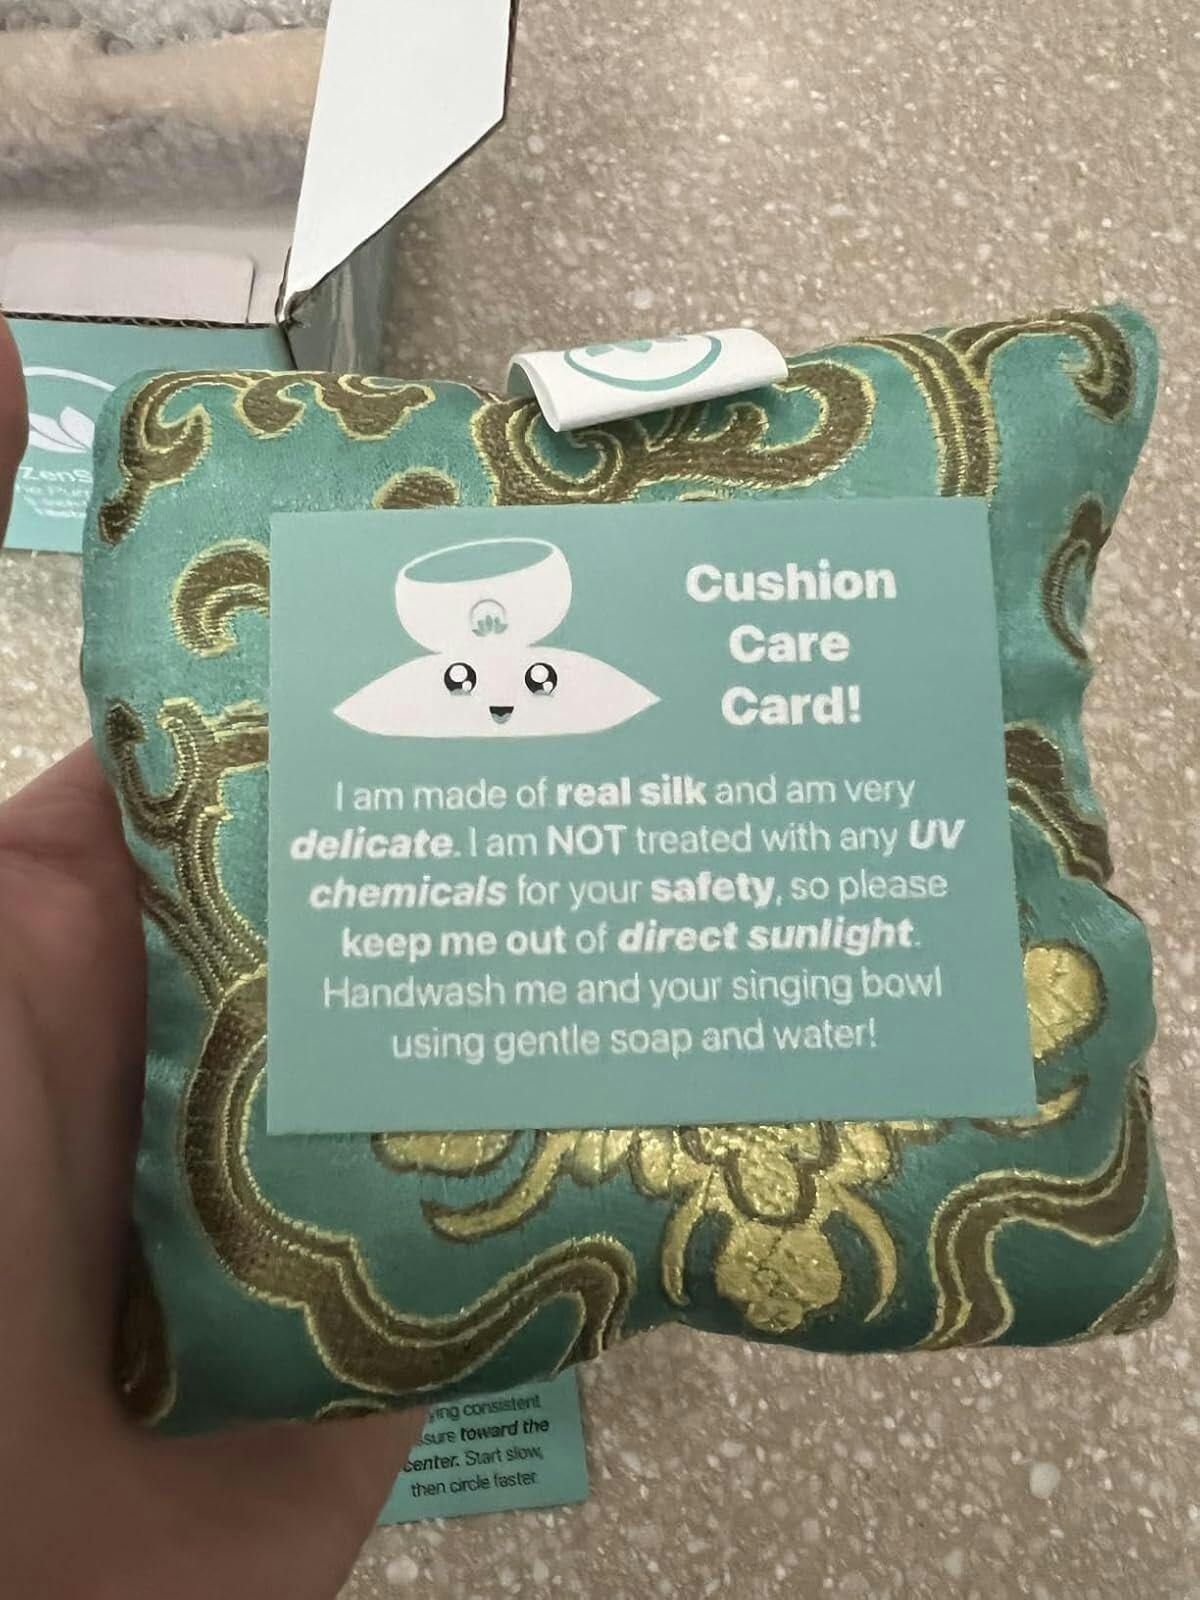 Cushion
Care
Card!
I am made of real silk and am very
delicate. I am NOT treated with any UV
chemicals for your safety, so please
keep me out of direct sunlight.
Handwash me and your singing bowl
using gentle soap and water!
consistent
toward the
center. Start slow,
then circle faster